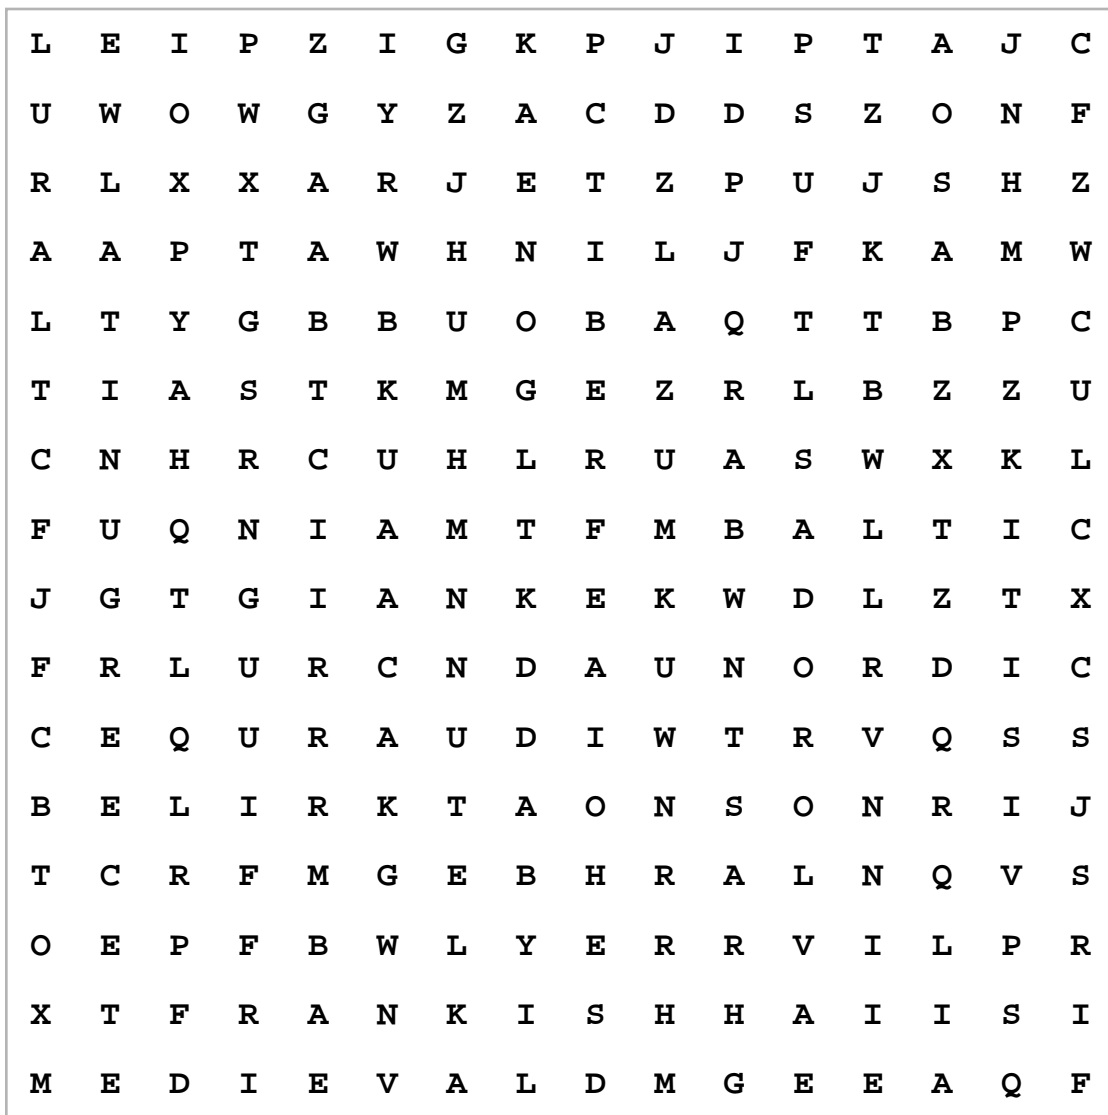 L E I P Z I G K P J I P T A J C
U W O W G Y Z A C D D S Z O N F
R L X X A R J E T Z P U J S H Z
A A P T A W H N I L J F K A M W
L T Y G B B U O B A Q T T B P C
T I A S T K M G E Z R L B Z Z U
C N H R C U H L R U A S W X K L
F U Q N I A M T F M B A L T I C
J G T G I A N K E K W D L Z T X
F R L U R C N D A U N O R D I C
C E Q U R A U D I W T R V Q S S
B E L I R K T A O N S O N R I J
T C R F M G E B H R A L N Q V S
O E P F B W L Y E R R V I L P R
X T F R A N K I S H H A I I S I
M E D I E V A L D M G E E A Q F